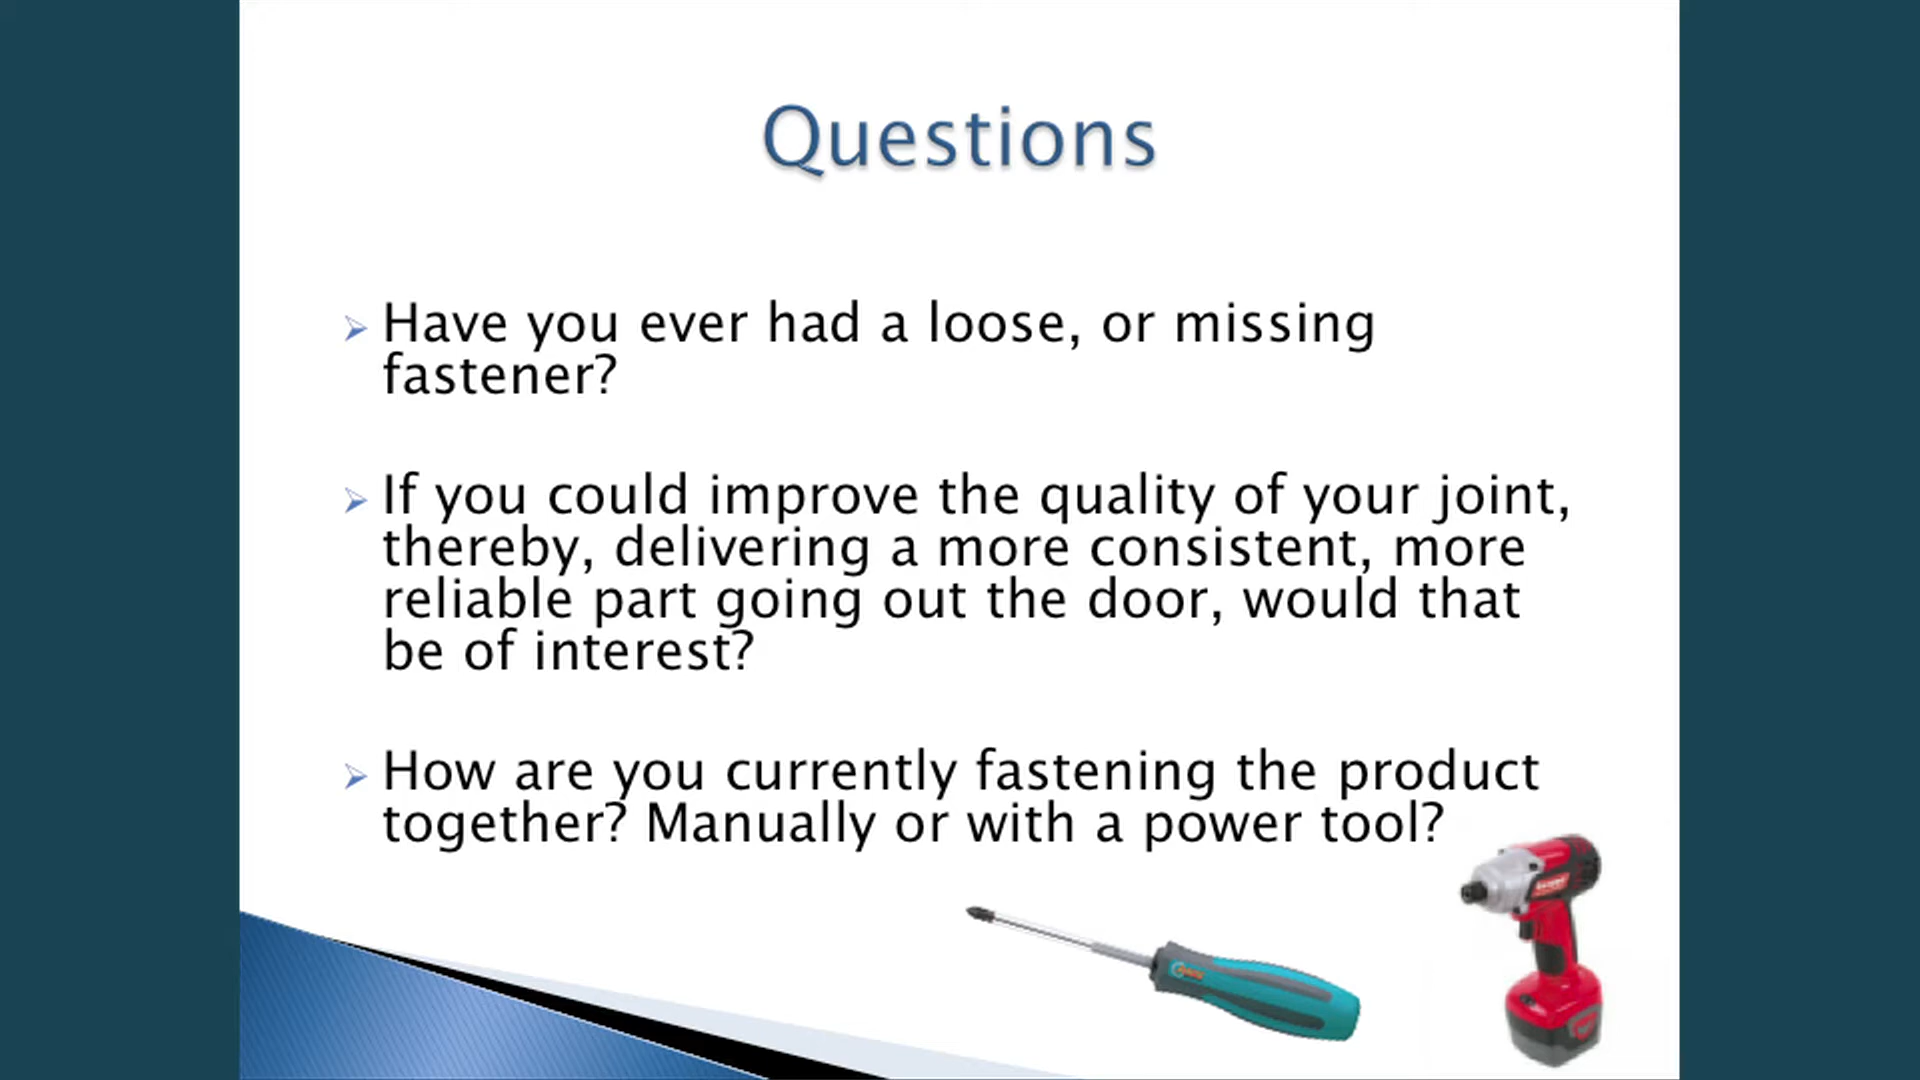 Questions
Have you ever had a loose, or missing
fastener?
If you could improve the quality of your joint,
thereby, delivering a more consistent, more
reliable part going out the door, would that
be of interest?
How are you currently fastening the product
together? Manually or with a power tool?